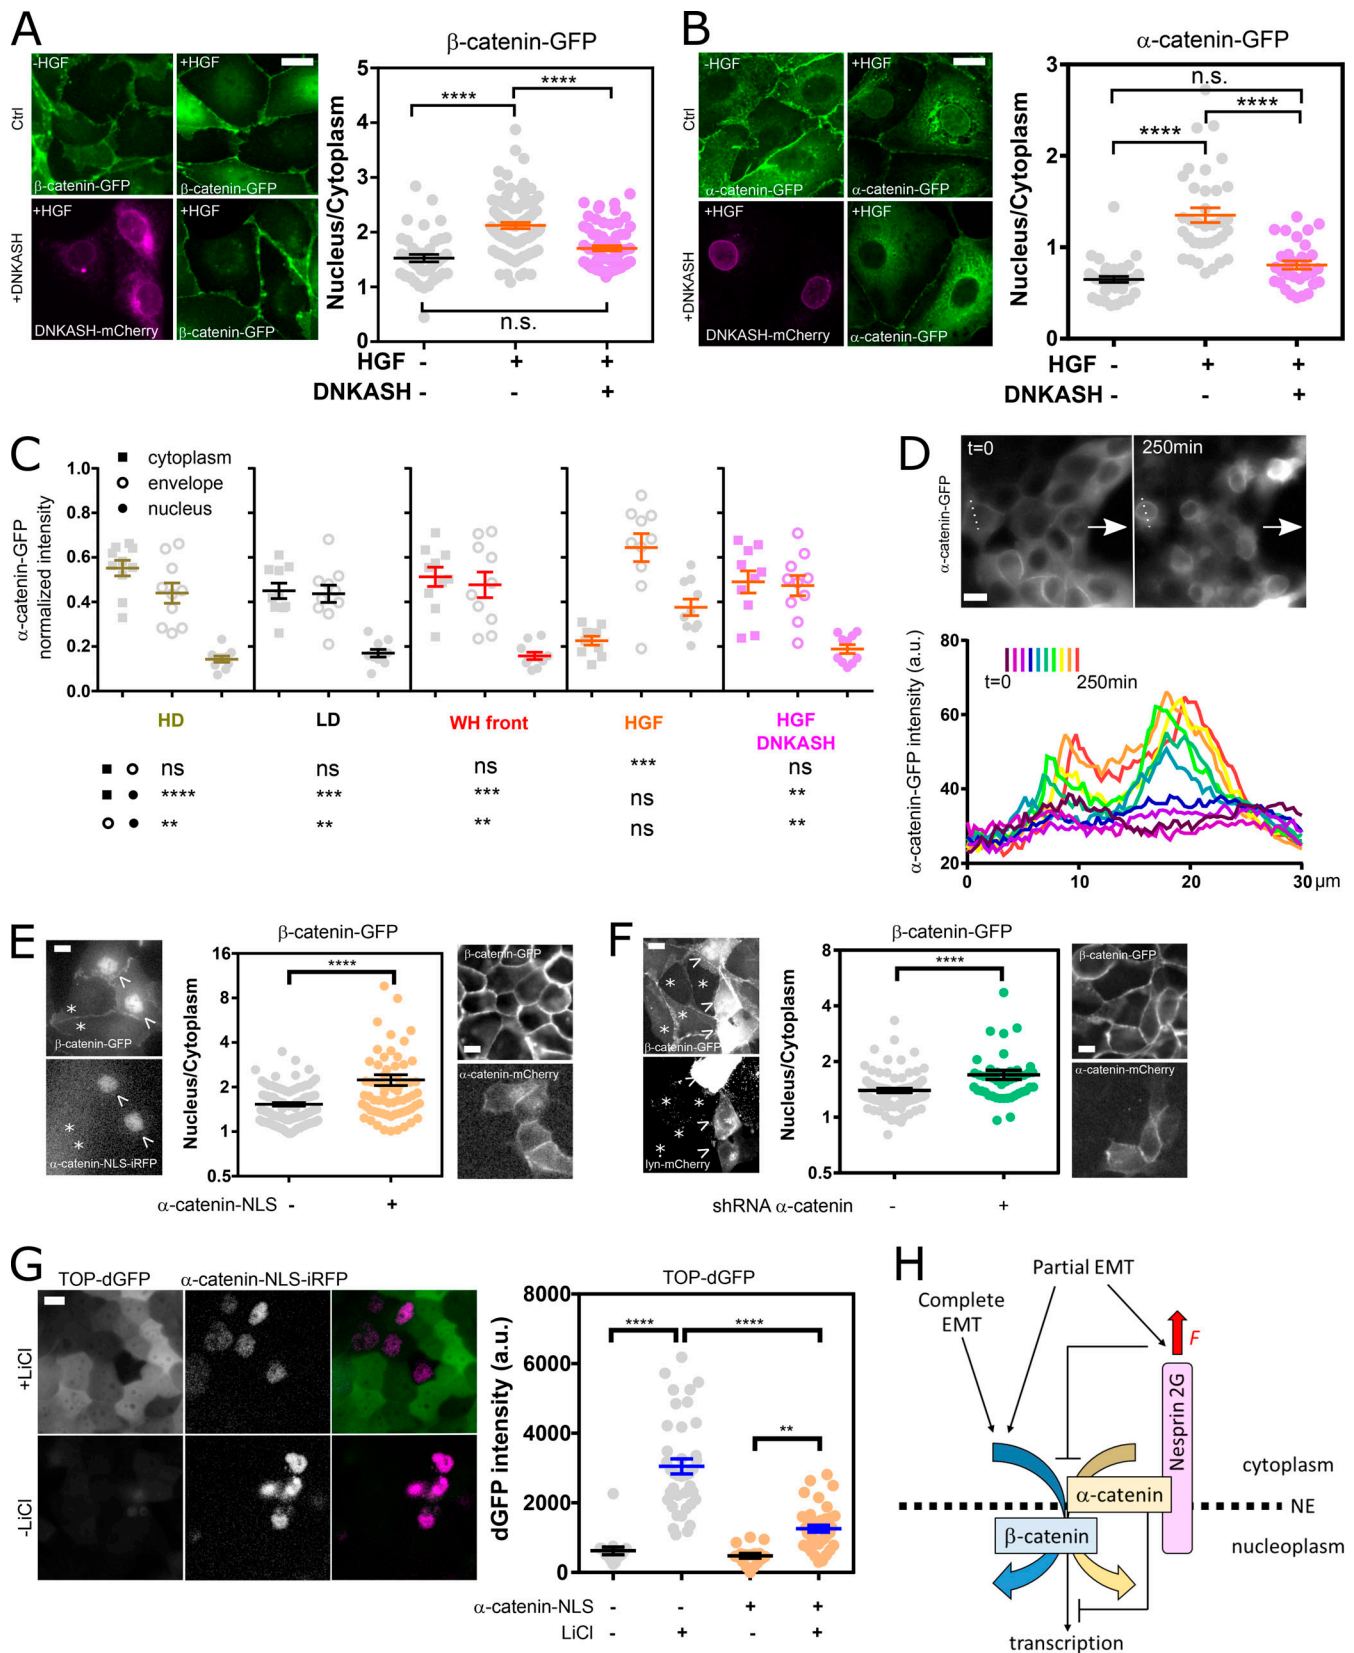 A
β-catenin-GFP
-HGF
+HGF
Ctrl
β-catenin-GFP
β-catenin-GFP
+HGF
+HGF
+DNKASH
DNKASH-mCherry
β-catenin-GFP
Nucleus/Cytoplasm
5
4
3
2
1
0
****
****
n.s.
HGF - + +
DNKASH - - +
B
α-catenin-GFP
-HGF
+HGF
Ctrl
α-catenin-GFP
α-catenin-GFP
+HGF
+HGF
+DNKASH
DNKASH-mCherry
α-catenin-GFP
Nucleus/Cytoplasm
3
2
1
0
n.s.
****
****
HGF - + +
DNKASH - - +
C
cytoplasm
envelope
nucleus
α-catenin-GFP
normalized intensity
1.0
0.8
0.6
0.4
0.2
0.0
HD LD WH front HGF HGF
DNKASH
ns ns ns *** ns
**** *** *** ns **
** ** ** ns **
D
t=0
250min
α-catenin-GFP
α-catenin-GFP intensity (a.u.)
80
60
40
20
t=0
250min
0 10 20 30 µm
E
β-catenin-GFP
* *
β-catenin-GFP
* *
α-catenin-NLS-iRFP
Nucleus/Cytoplasm
16
8
4
2
1
0.5
****
α-catenin-NLS - +
β-catenin-GFP
α-catenin-mCherry
F
β-catenin-GFP
* * *
β-catenin-GFP
* * *
lyn-mCherry
Nucleus/Cytoplasm
8
4
2
1
0.5
****
shRNA α-catenin - +
β-catenin-GFP
α-catenin-mCherry
G
TOP-dGFP
α-catenin-NLS-iRFP
+LiCl
-LiCl
TOP-dGFP
dGFP intensity (a.u.)
8000
6000
4000
2000
0
****
****
**
α-catenin-NLS - - + +
LiCl - + - +
H
Partial EMT
Complete
EMT
F
Nesprin 2G
cytoplasm
α-catenin
NE
β-catenin
nucleoplasm
transcription